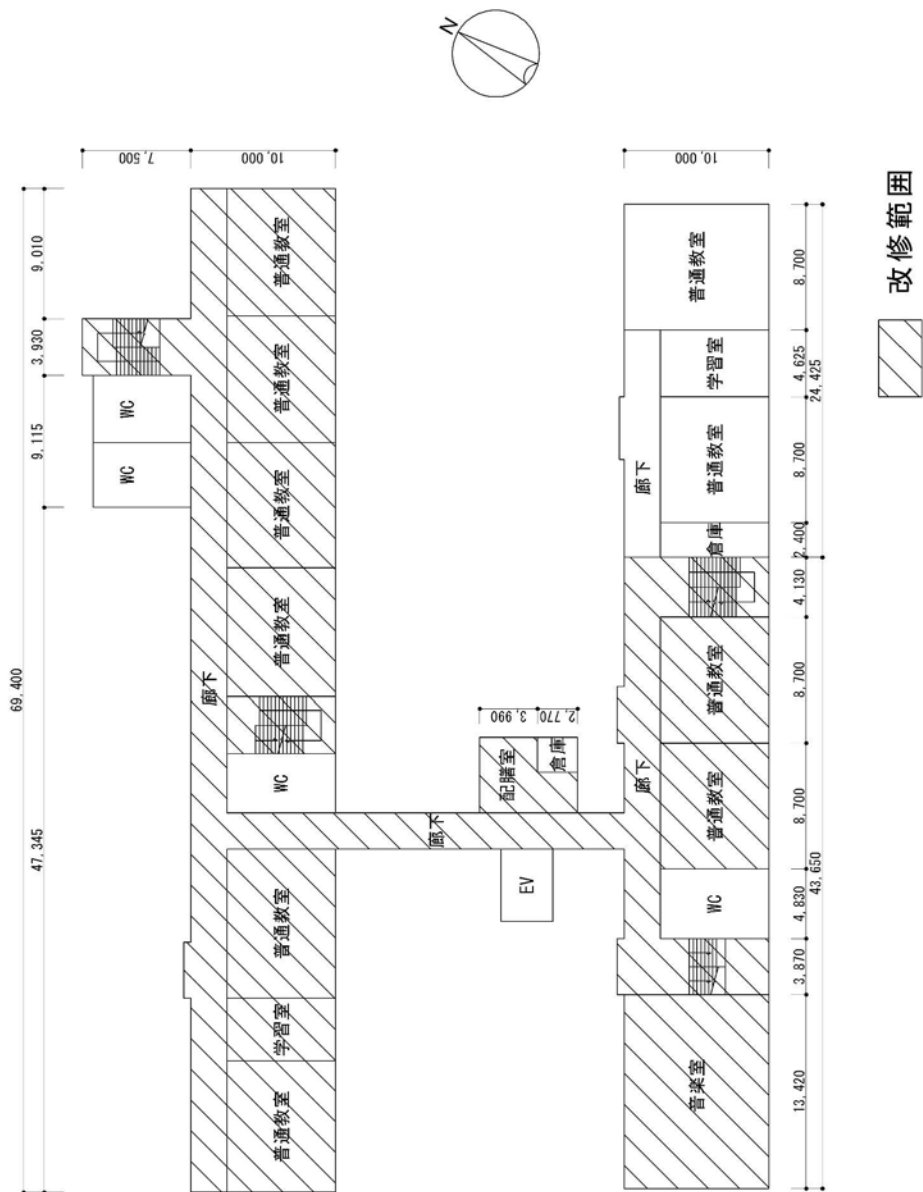 N
69,400
47,345
9,115
3,930
9,010
7,500
10,000
WC
WC
廊下
普通教室
学習室
普通教室
WC
普通教室
普通教室
普通教室
普通教室
廊下
EV
配膳室
倉庫
3,990
2,770
10,000
廊下
廊下
音楽室
WC
普通教室
普通教室
倉庫
普通教室
学習室
普通教室
13,420
3,870
4,830
8,700
8,700
4,130
2,400
8,700
4,625
8,700
43,650
24,425
改修範囲